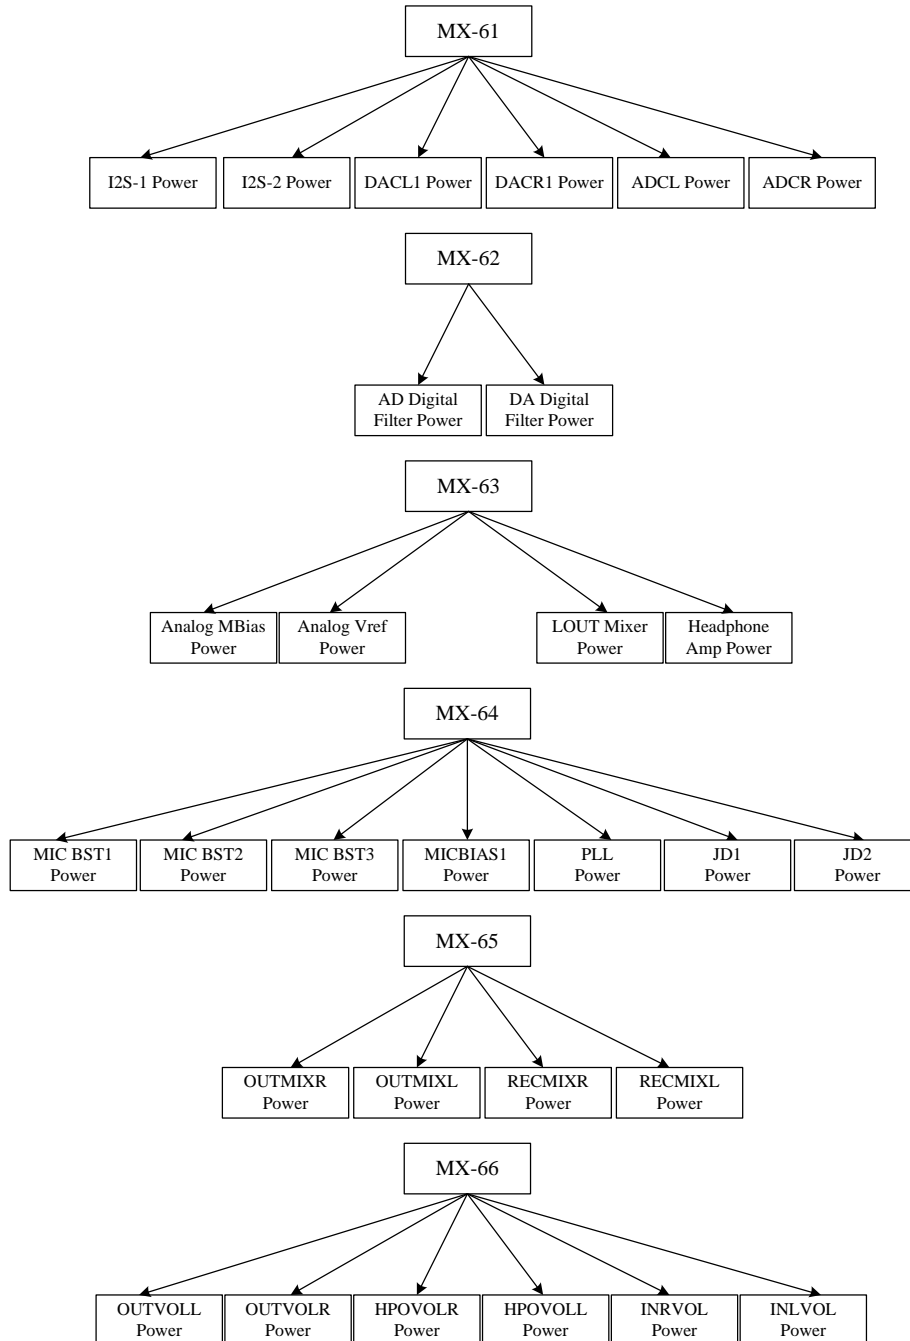 MX-61
I2S-1 Power
I2S-2 Power
DACL1 Power
DACR1 Power
ADCL Power
ADCR Power
MX-62
AD Digital
Filter Power
DA Digital
Filter Power
MX-63
Analog MBias
Power
Analog Vref
Power
LOUT Mixer
Power
Headphone
Amp Power
MX-64
MIC BST1
Power
MIC BST2
Power
MIC BST3
Power
MICBIAS1
Power
PLL
Power
JD1
Power
JD2
Power
MX-65
OUTMIXR
Power
OUTMIXL
Power
RECMIXR
Power
RECMIXL
Power
MX-66
OUTVOLL
Power
OUTVOLR
Power
HPOVOLR
Power
HPOVOLL
Power
INRVOL
Power
INLVOL
Power